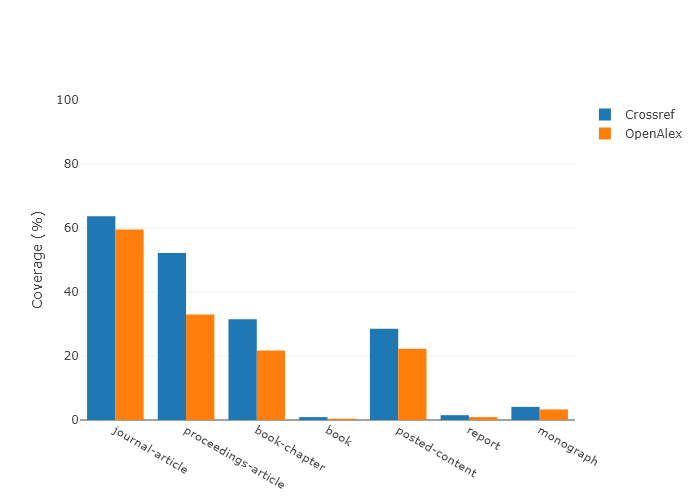 100
80
60
40
20
0
Coverage (%)
journal-article
proceedings-article
book-chapter
book
posted-content
report
monograph
Crossref
OpenAlex